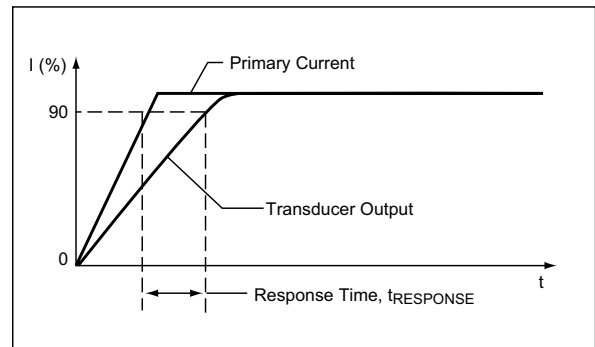 I (%)
Primary Current
90
Transducer Output
0
t
Response Time, tRESPONSE